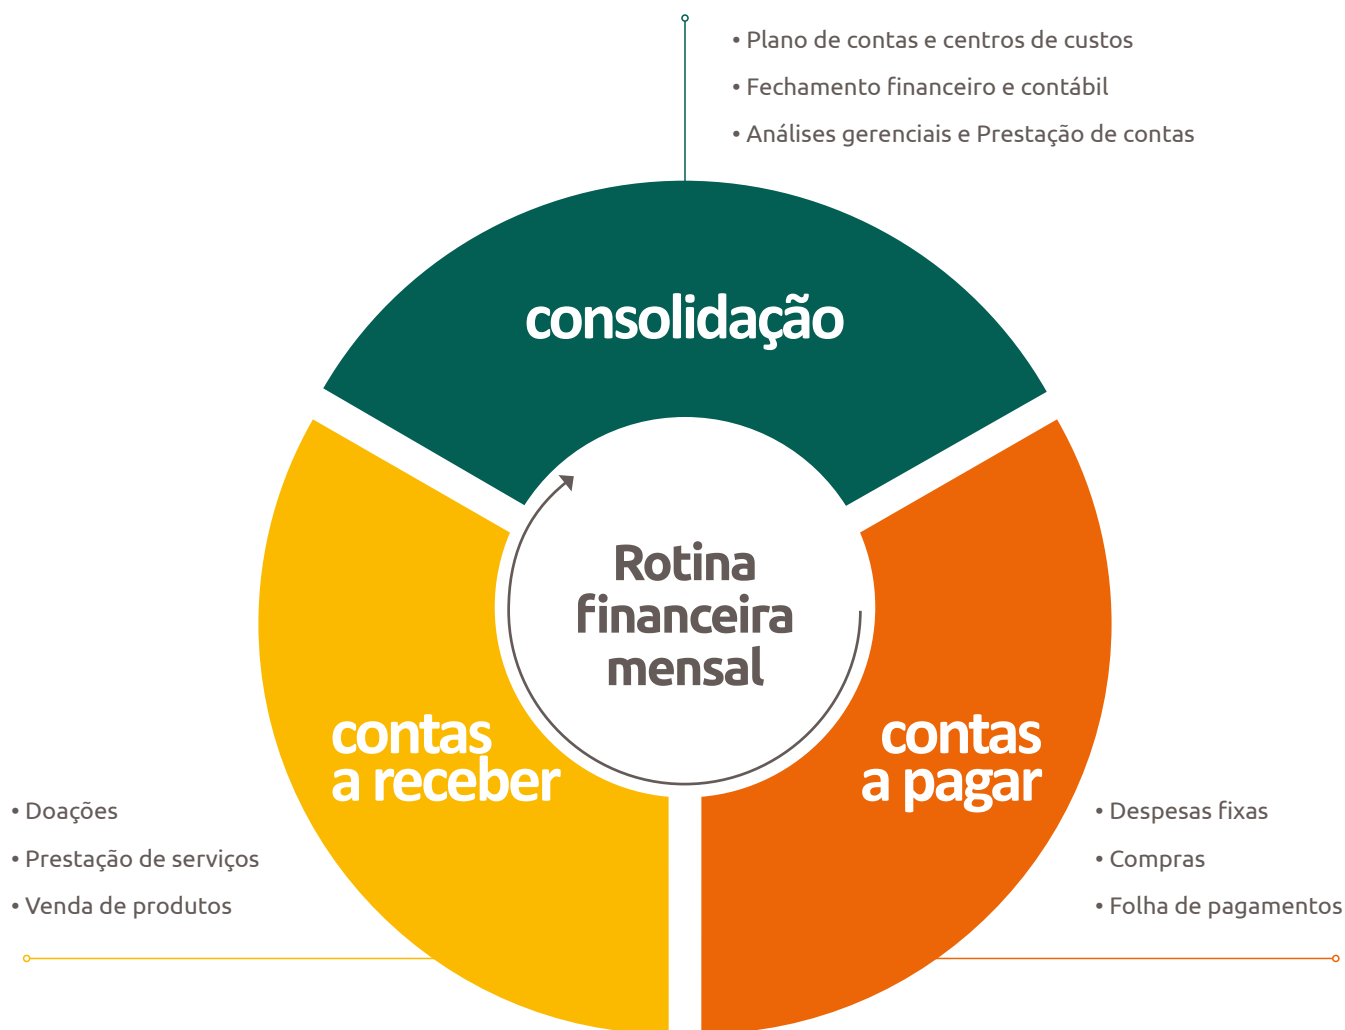 • Plano de contas e centros de custos
• Fechamento financeiro e contábil
• Análises gerenciais e Prestação de contas
consolidação
Rotina
financeira
mensal
contas
a receber
contas
a pagar
• Doações
• Prestação de serviços
• Venda de produtos
• Despesas fixas
• Compras
• Folha de pagamentos